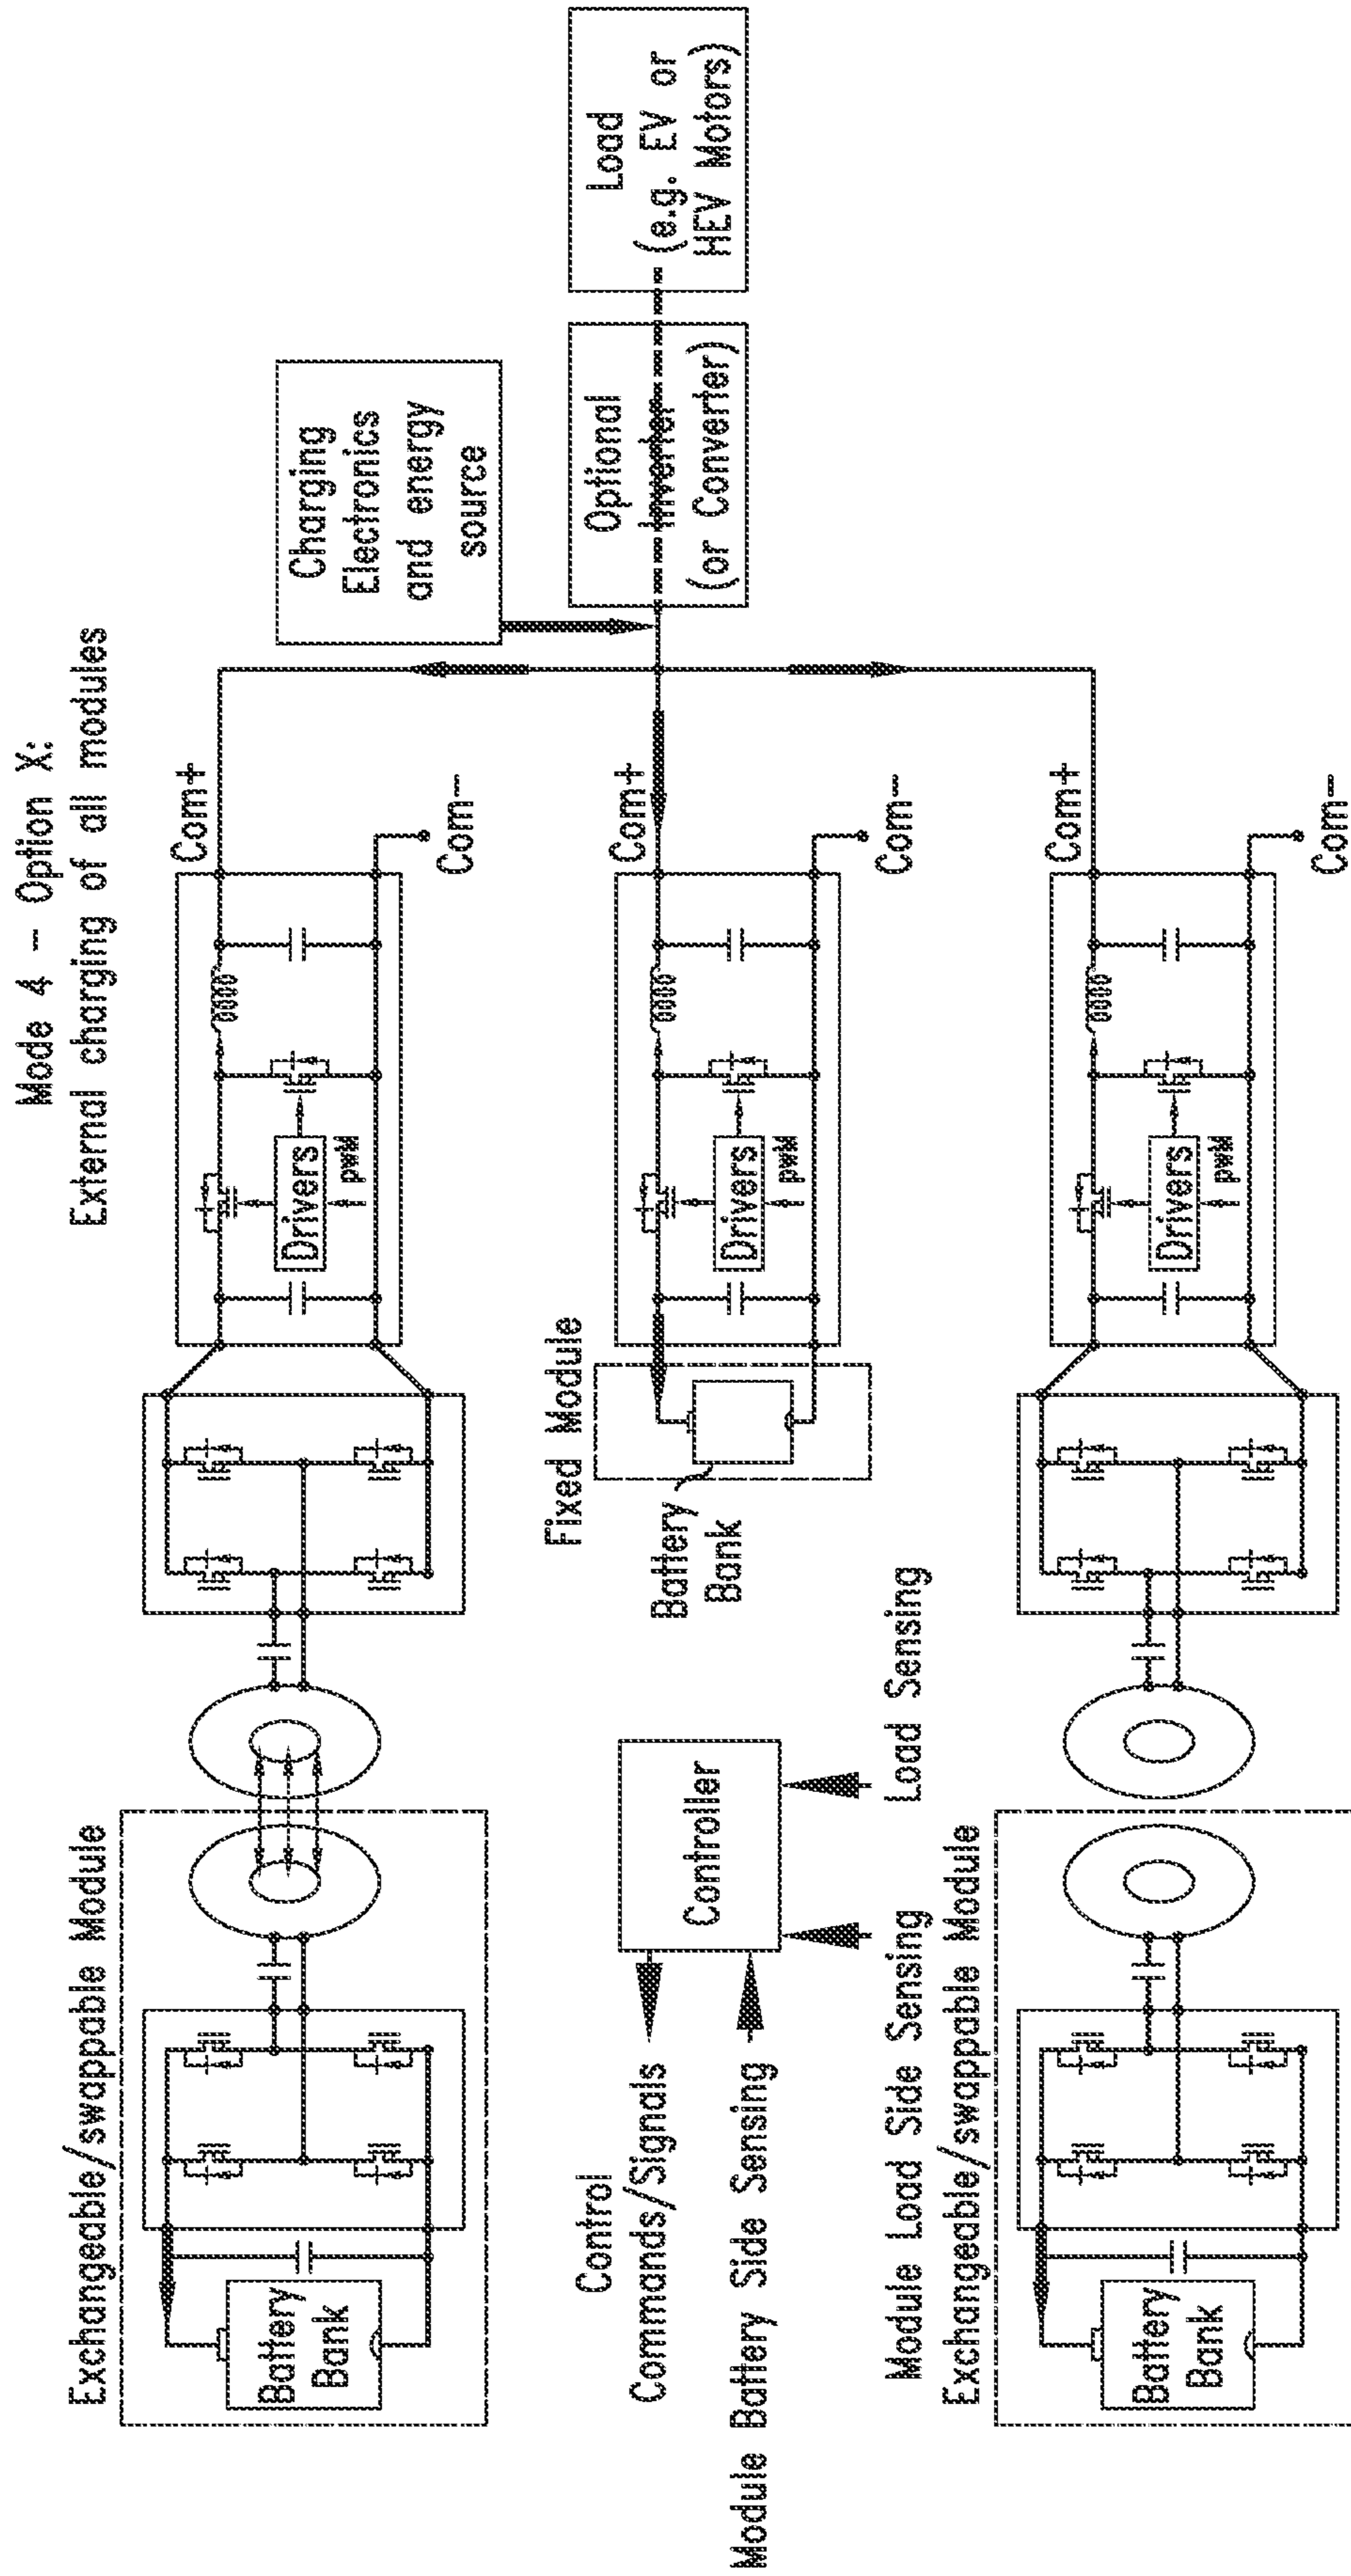 Mode 4 - Option X:
External charging of all modules
Exchangeable/swappable Module
Battery
Bank
Drivers
pwM
Com+
Com-
Charging
Electronics
and energy
source
Control
Commands/Signals
Module Battery Side Sensing
Controller
Module Load Side Sensing
Load Sensing
Fixed Module
Battery
Bank
Drivers
pwM
Com+
Com-
Optional
Inverter
(or Converter)
Load
(e.g. EV or
HEV Motors)
Exchangeable/swappable Module
Battery
Bank
Drivers
pwM
Com+
Com-